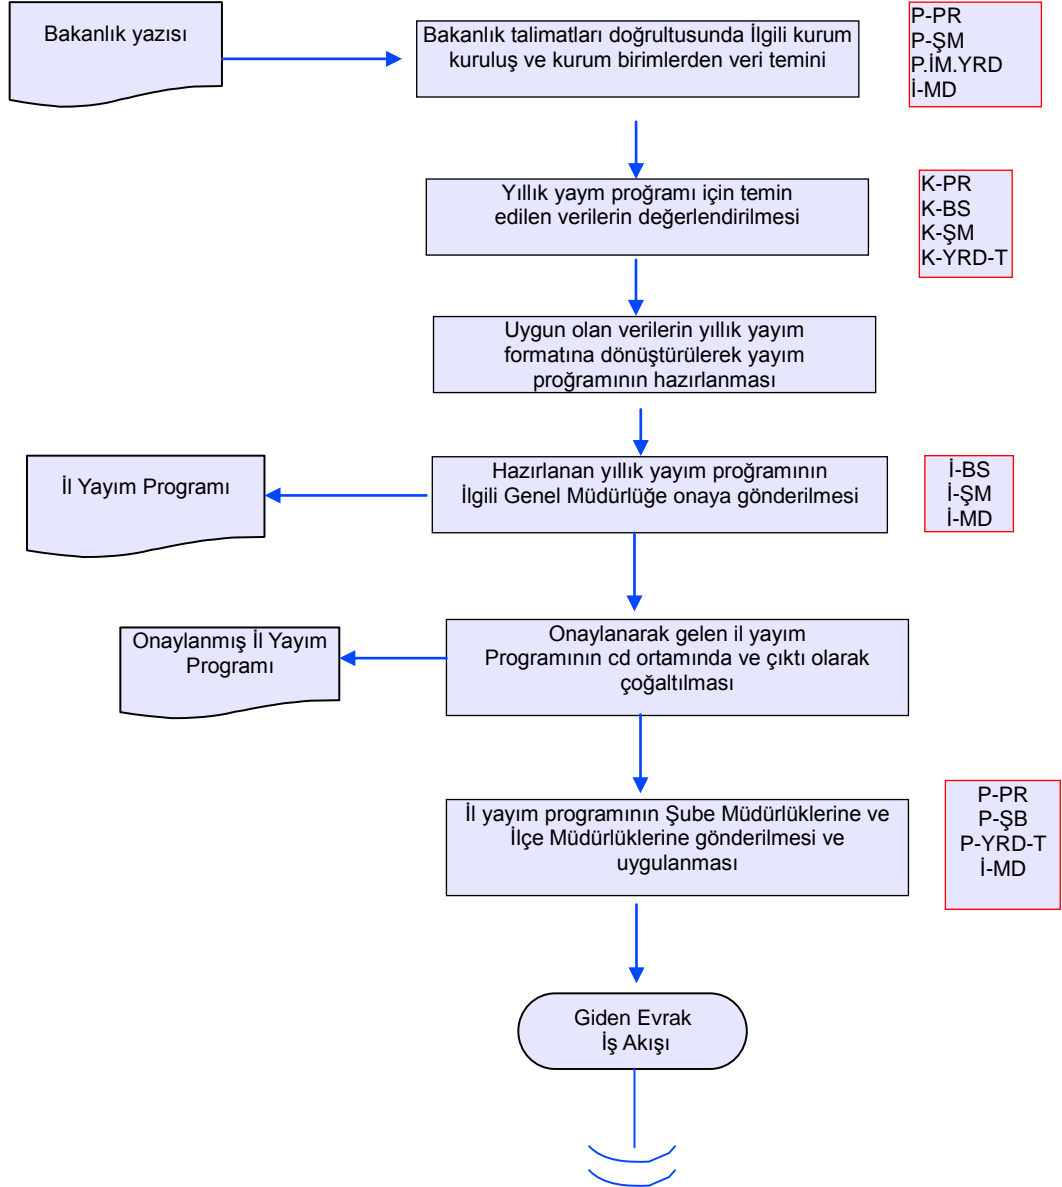 Bakanlık yazısı
Bakanlık talimatları doğrultusunda İlgili kurum
kuruluş ve kurum birimlerden veri temini
P-PR
P-ŞM
P.İM.YRD
İ-MD
Yıllık yaym proğramı için temin
edilen verilerin değerlendirilmesi
K-PR
K-BS
K-ŞM
K-YRD-T
Uygun olan verilerin yıllık yayım
formatına dönüştürülerek yayım
proğramının hazırlanması
İl Yayım Programı
Hazırlanan yıllık yayım proğramının
İlgili Genel Müdürlüğe onaya gönderilmesi
İ-BS
İ-ŞM
İ-MD
Onaylanmış İl Yayım
Programı
Onaylanarak gelen il yayım
Programının cd ortamında ve çıktı olarak
çoğaltılması
İl yayım programının Şube Müdürlüklerine ve
İlçe Müdürlüklerine gönderilmesi ve
uygulanması
P-PR
P-ŞB
P-YRD-T
İ-MD
Giden Evrak
İş Akışı